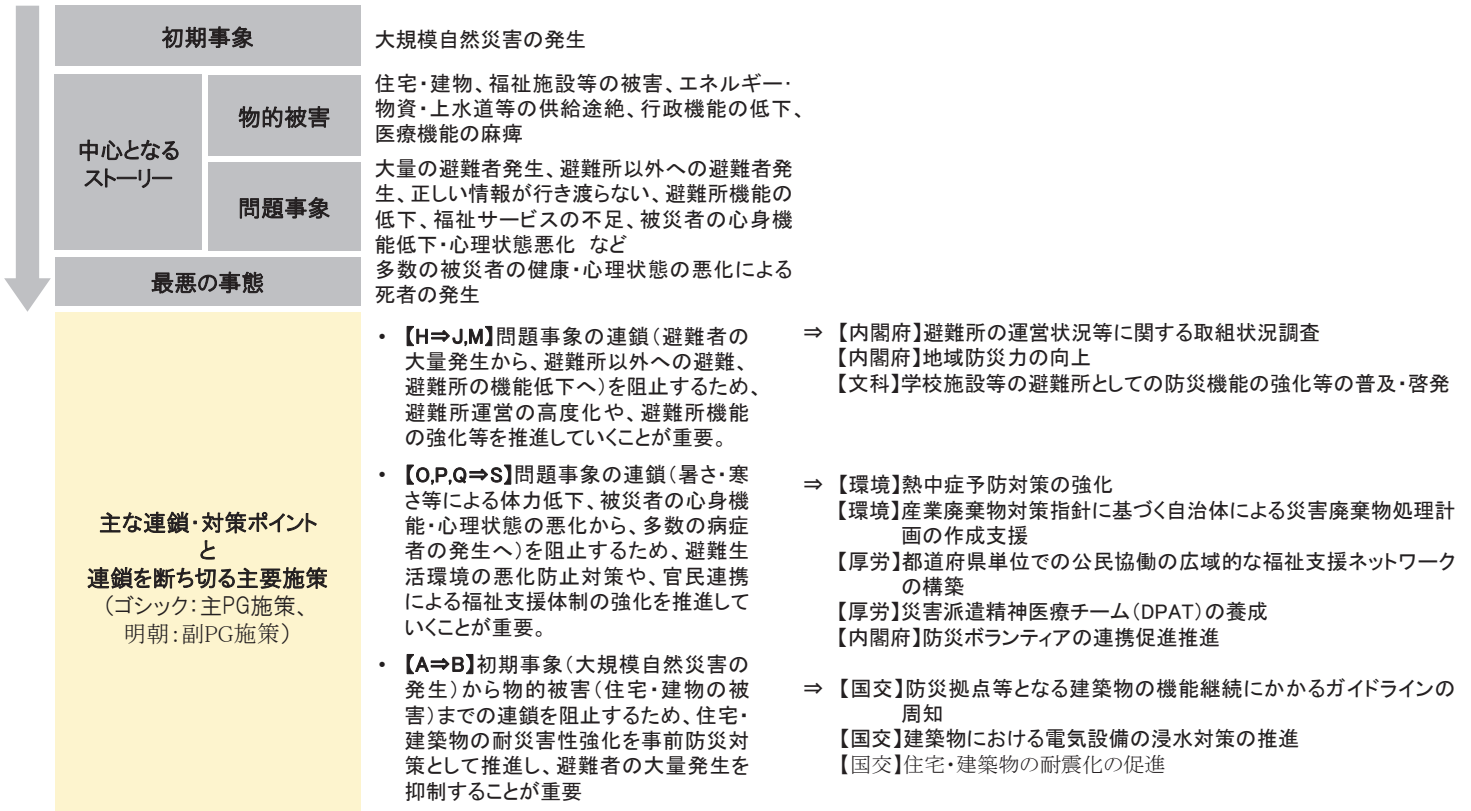 初期事象
大規模自然災害の発生
中心となる
ストーリー
物的被害
住宅・建物、福祉施設等の被害、エネルギー・
物資・上水道等の供給途絶、行政機能の低下、
医療機能の麻痺
問題事象
大量の避難者発生、避難所以外への避難者発
生、正しい情報が行き渡らない、避難所機能の
低下、福祉サービスの不足、被災者の心身機
能低下・心理状態悪化 など
最悪の事態
多数の被災者の健康・心理状態の悪化による
死者の発生
主な連鎖・対策ポイント
と
連鎖を断ち切る主要施策
（ゴシック：主PG施策、
明朝：副PG施策）
・ 【H⇒J,M】問題事象の連鎖（避難者の
大量発生から、避難所以外への避難、
避難所の機能低下へ）を阻止するため、
避難所運営の高度化や、避難所機能
の強化等を推進していくことが重要。
⇒ 【内閣府】避難所の運営状況等に関する取組状況調査
【内閣府】地域防災力の向上
【文科】学校施設等の避難所としての防災機能の強化等の普及・啓発
・ 【O,P,Q⇒S】問題事象の連鎖（暑さ・寒
さ等による体力低下、被災者の心身機
能・心理状態の悪化から、多数の病症
者の発生へ）を阻止するため、避難生
活環境の悪化防止対策や、官民連携
による福祉支援体制の強化を推進して
いくことが重要。
⇒ 【環境】熱中症予防対策の強化
【環境】産業廃棄物対策指針に基づく自治体による災害廃棄物処理計
画の作成支援
【厚労】都道府県単位での公民協働の広域的な福祉支援ネットワーク
の構築
【厚労】災害派遣精神医療チーム（DPAT）の養成
【内閣府】防災ボランティアの連携促進推進
・ 【A⇒B】初期事象（大規模自然災害の
発生）から物的被害（住宅・建物の被
害）までの連鎖を阻止するため、住宅・
建築物の耐災害性強化を事前防災対
策として推進し、避難者の大量発生を
抑制することが重要
⇒ 【国交】防災拠点等となる建築物の機能継続にかかるガイドラインの
周知
【国交】建築物における電気設備の浸水対策の推進
【国交】住宅・建築物の耐震化の促進